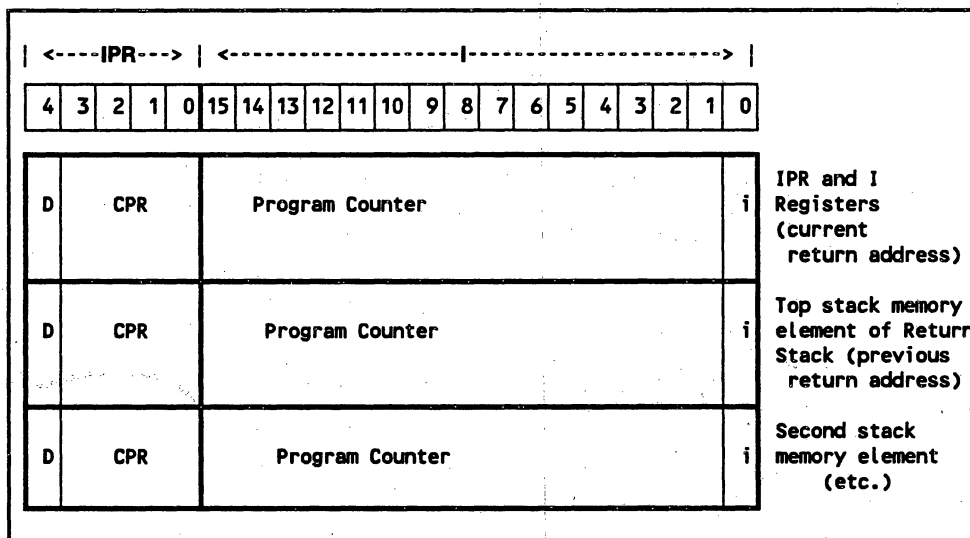 | <----IPR---> | <--------------------I----------------------> |
4 3 2 1 0 15 14 13 12 11 10 9 8 7 6 5 4 3 2 1 0
D CPR Program Counter i
IPR and I
Registers
(current
return address)
D CPR Program Counter i
Top stack memory
element of Return
Stack (previous
return address)
D CPR Program Counter i
Second stack
memory element
(etc.)